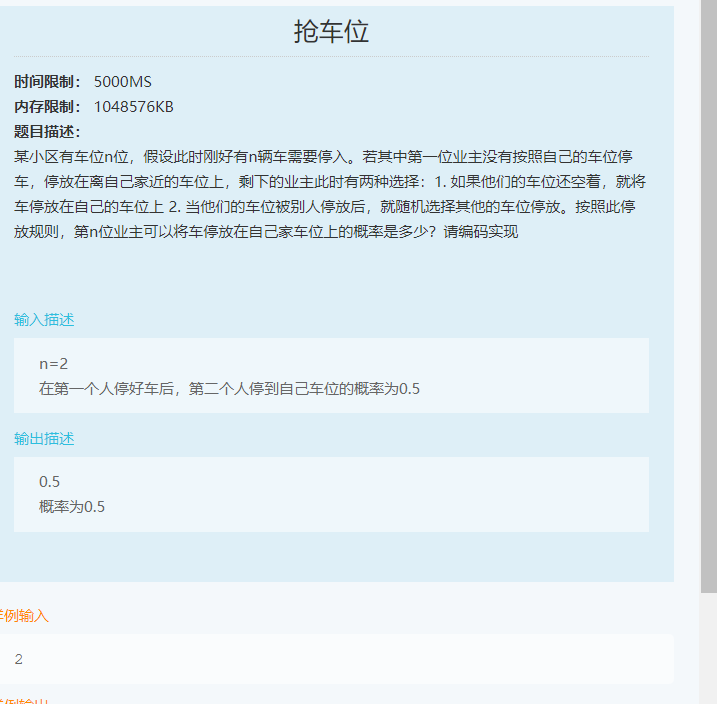 抢车位
时间限制： 5000MS
内存限制： 1048576KB
题目描述：
某小区有车位n位，假设此时刚好有n辆车需要停入。若其中第一位业主没有按照自己的车位停
车，停放在离自己家近的车位上，剩下的业主此时有两种选择：1. 如果他们的车位还空着，就将
车停放在自己的车位上 2. 当他们的车位被别人停放后，就随机选择其他的车位停放。按照此停
放规则，第n位业主可以将车停放在自己家车位上的概率是多少？请编码实现
输入描述
n=2
在第一个人停好车后，第二个人停到自己车位的概率为0.5
输出描述
0.5
概率为0.5
样例输入
2